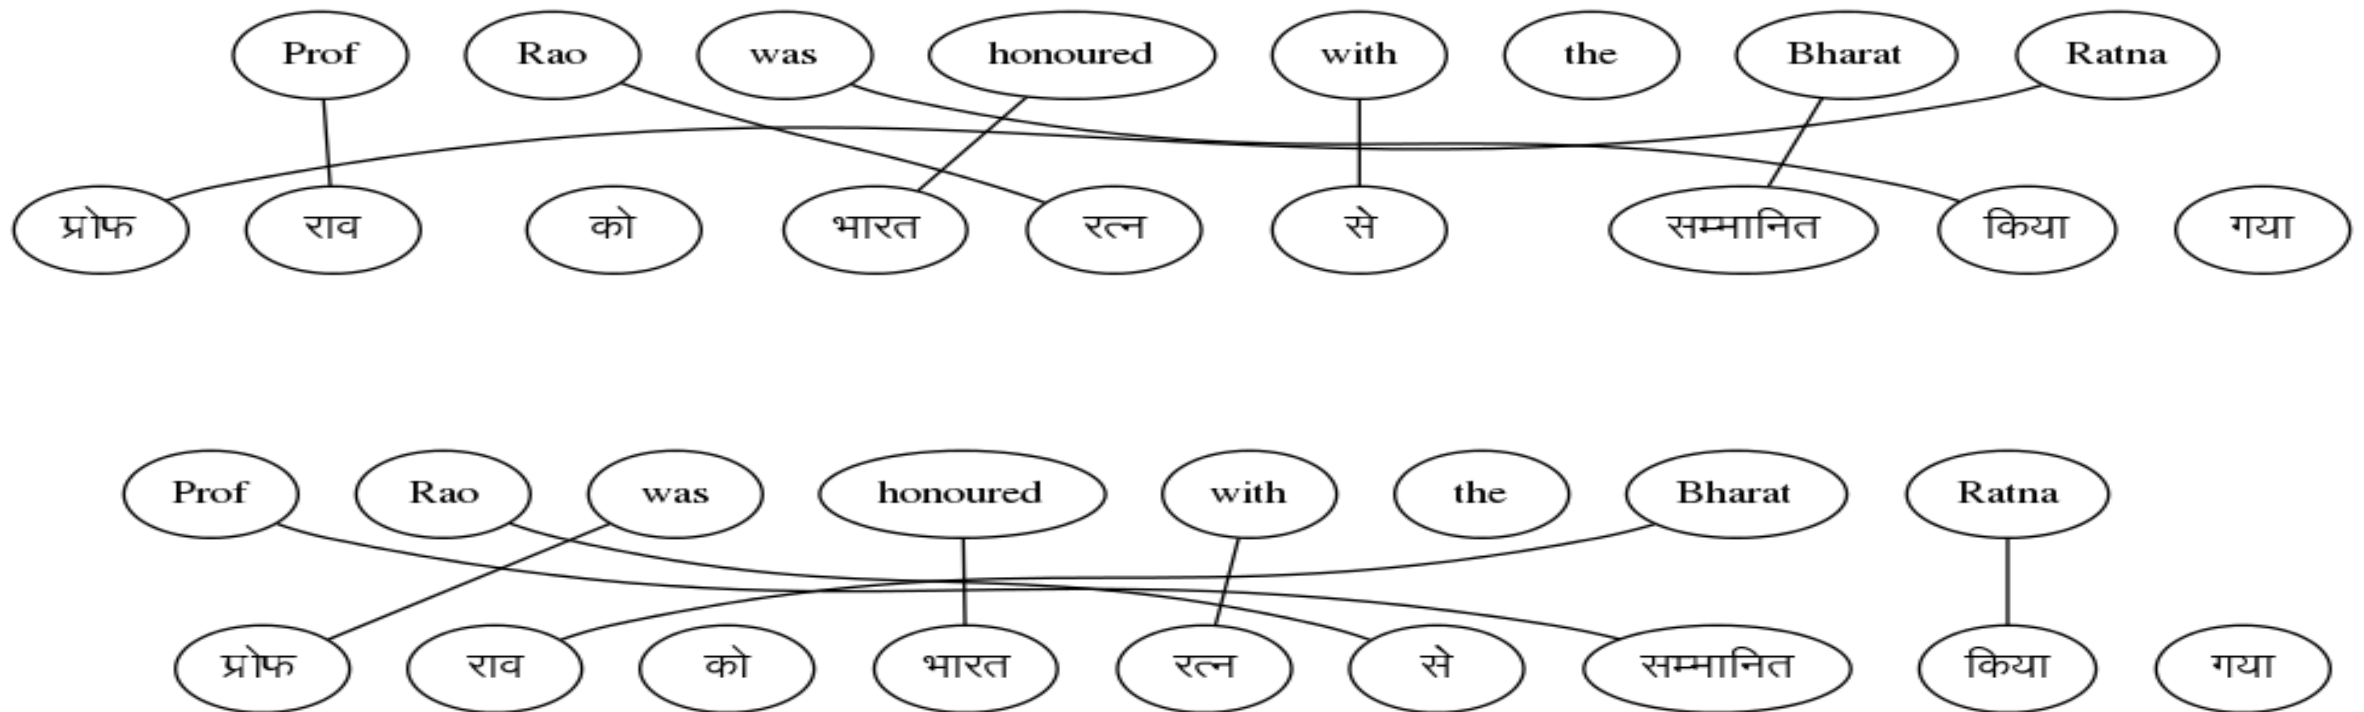 Prof Rao was honoured with the Bharat Ratna
प्रोफ राव को भारत रत्न से सम्मानित किया गया
Prof Rao was honoured with the Bharat Ratna
प्रोफ राव को भारत रत्न से सम्मानित किया गया